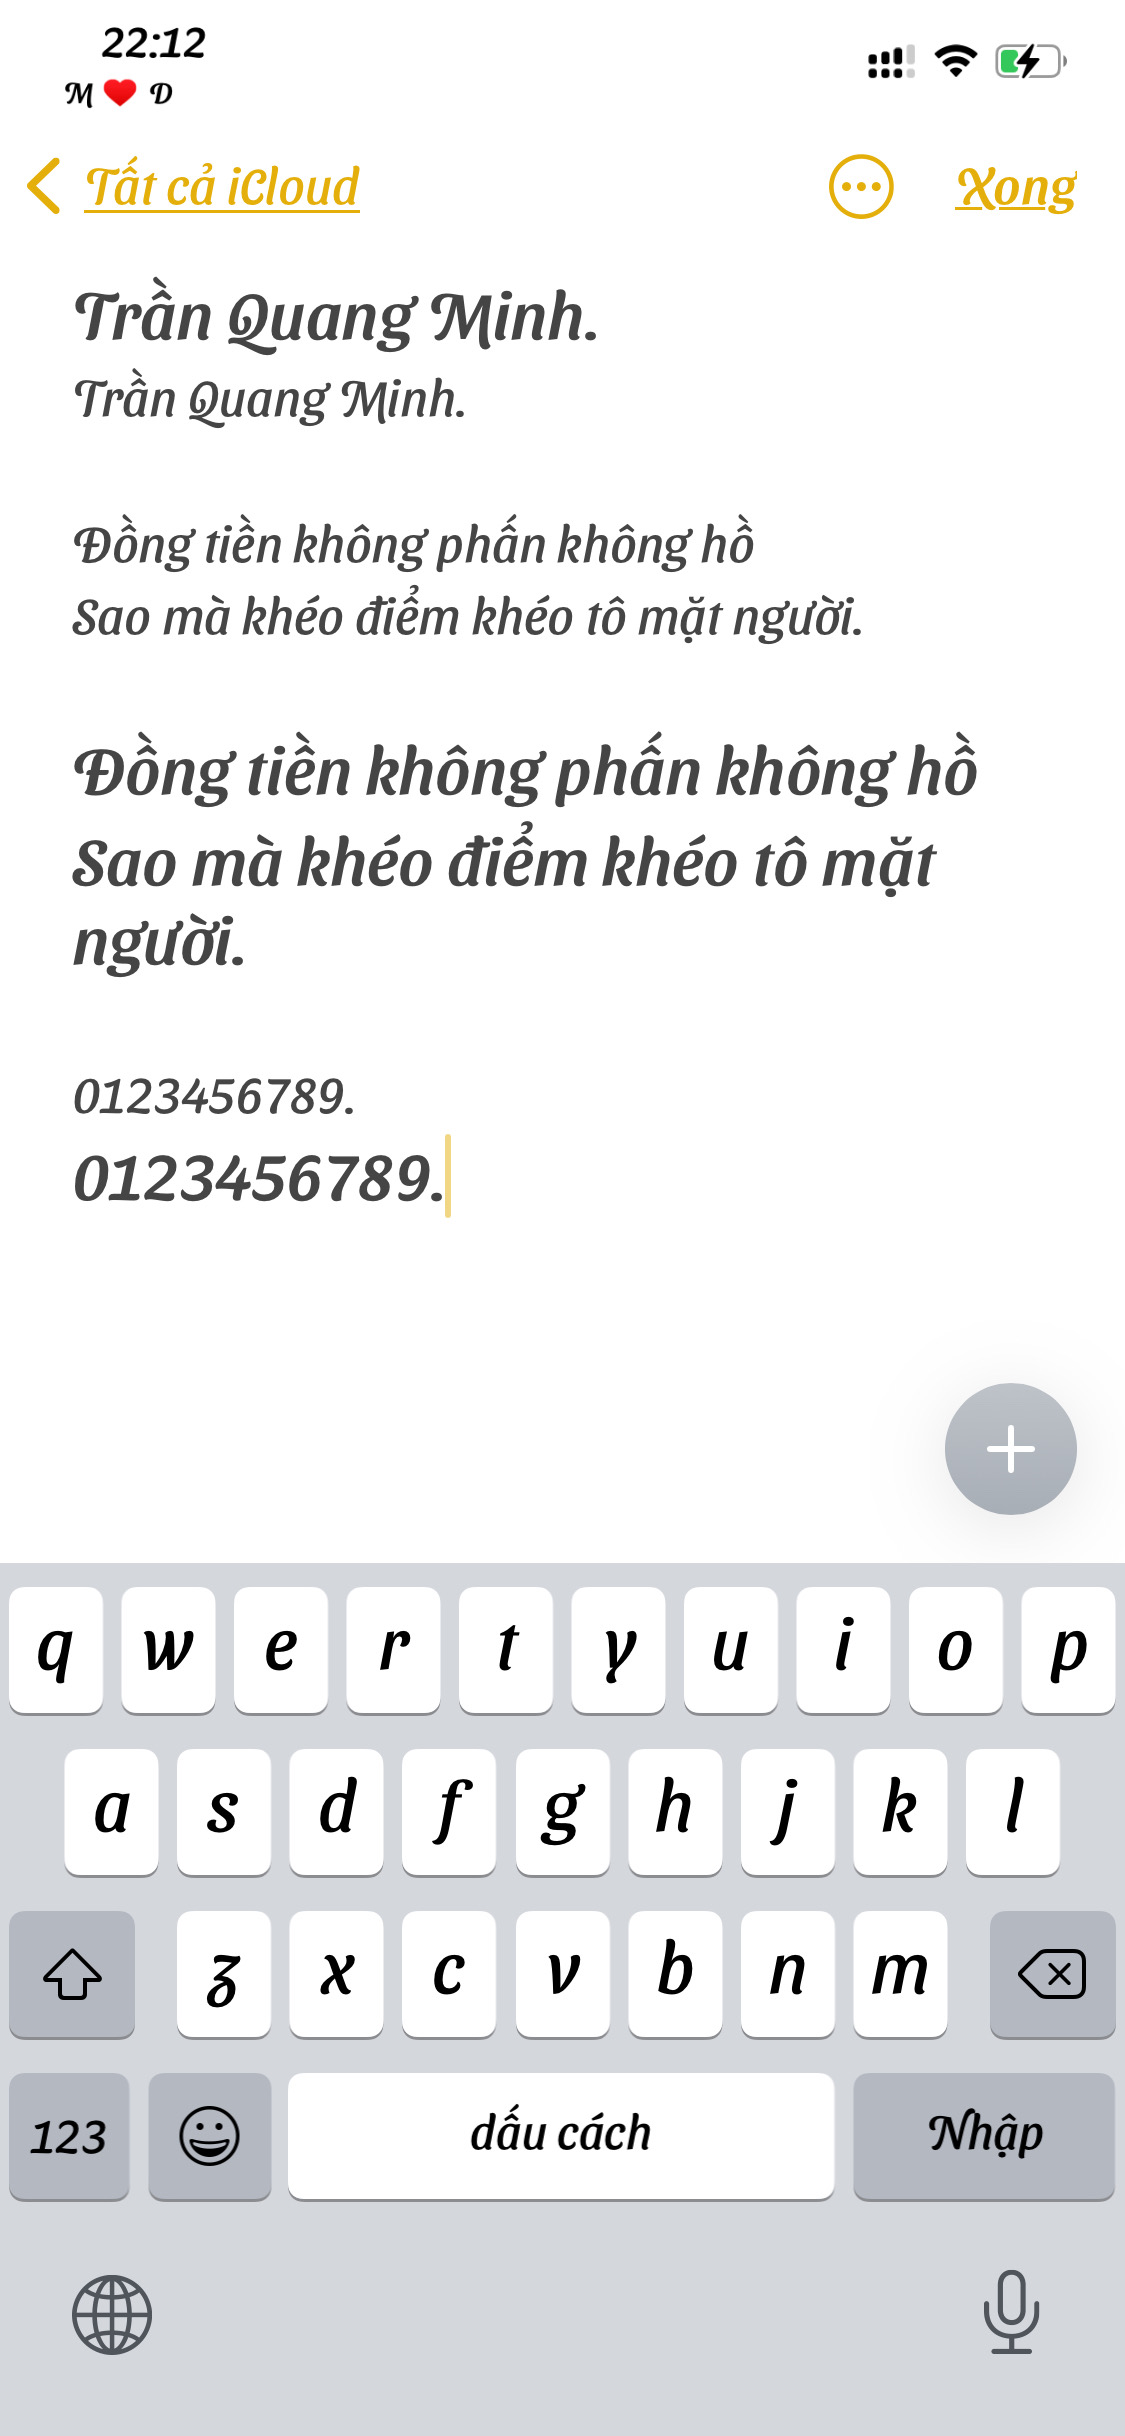 22:12
M ❤️ D
Tất cả iCloud
Xong
Trần Quang Minh.
Trần Quang Minh.
Đồng tiền không phấn không hồ
Sao mà khéo điểm khéo tô mặt người.
Đồng tiền không phấn không hồ
Sao mà khéo điểm khéo tô mặt
người.
0123456789.
0123456789.
q w e r t y u i o p
a s d f g h j k l
z x c v b n m
123 dấu cách Nhập